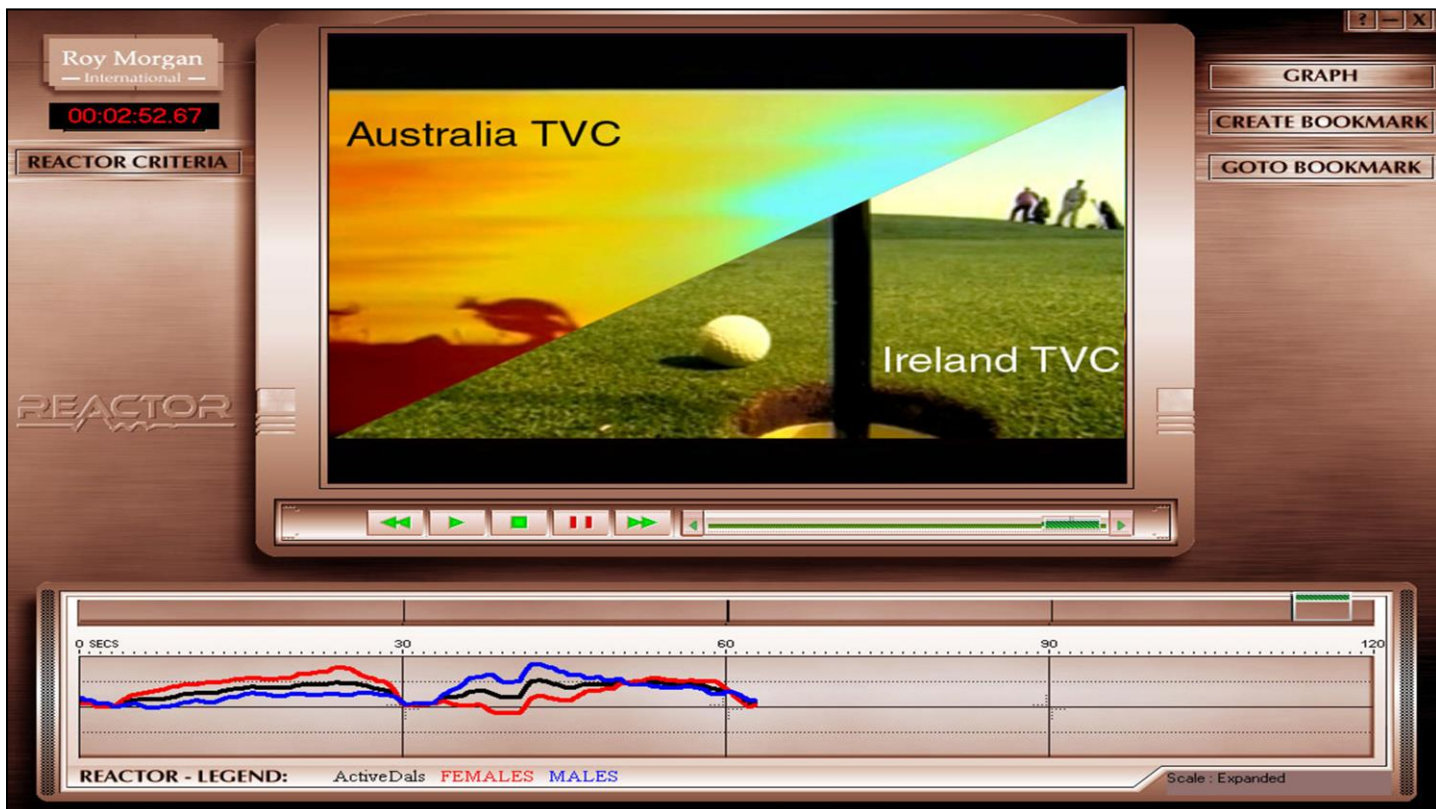 ? — X
Roy Morgan
International
00:02:52.67
REACTOR CRITERIA
GRAPH
CREATE BOOKMARK
GOTO BOOKMARK
Australia TVC
Ireland TVC
REACTOR
0 SECS 30 60 90 120
REACTOR - LEGEND: ActiveDals FEMALES MALES
Scale : Expanded